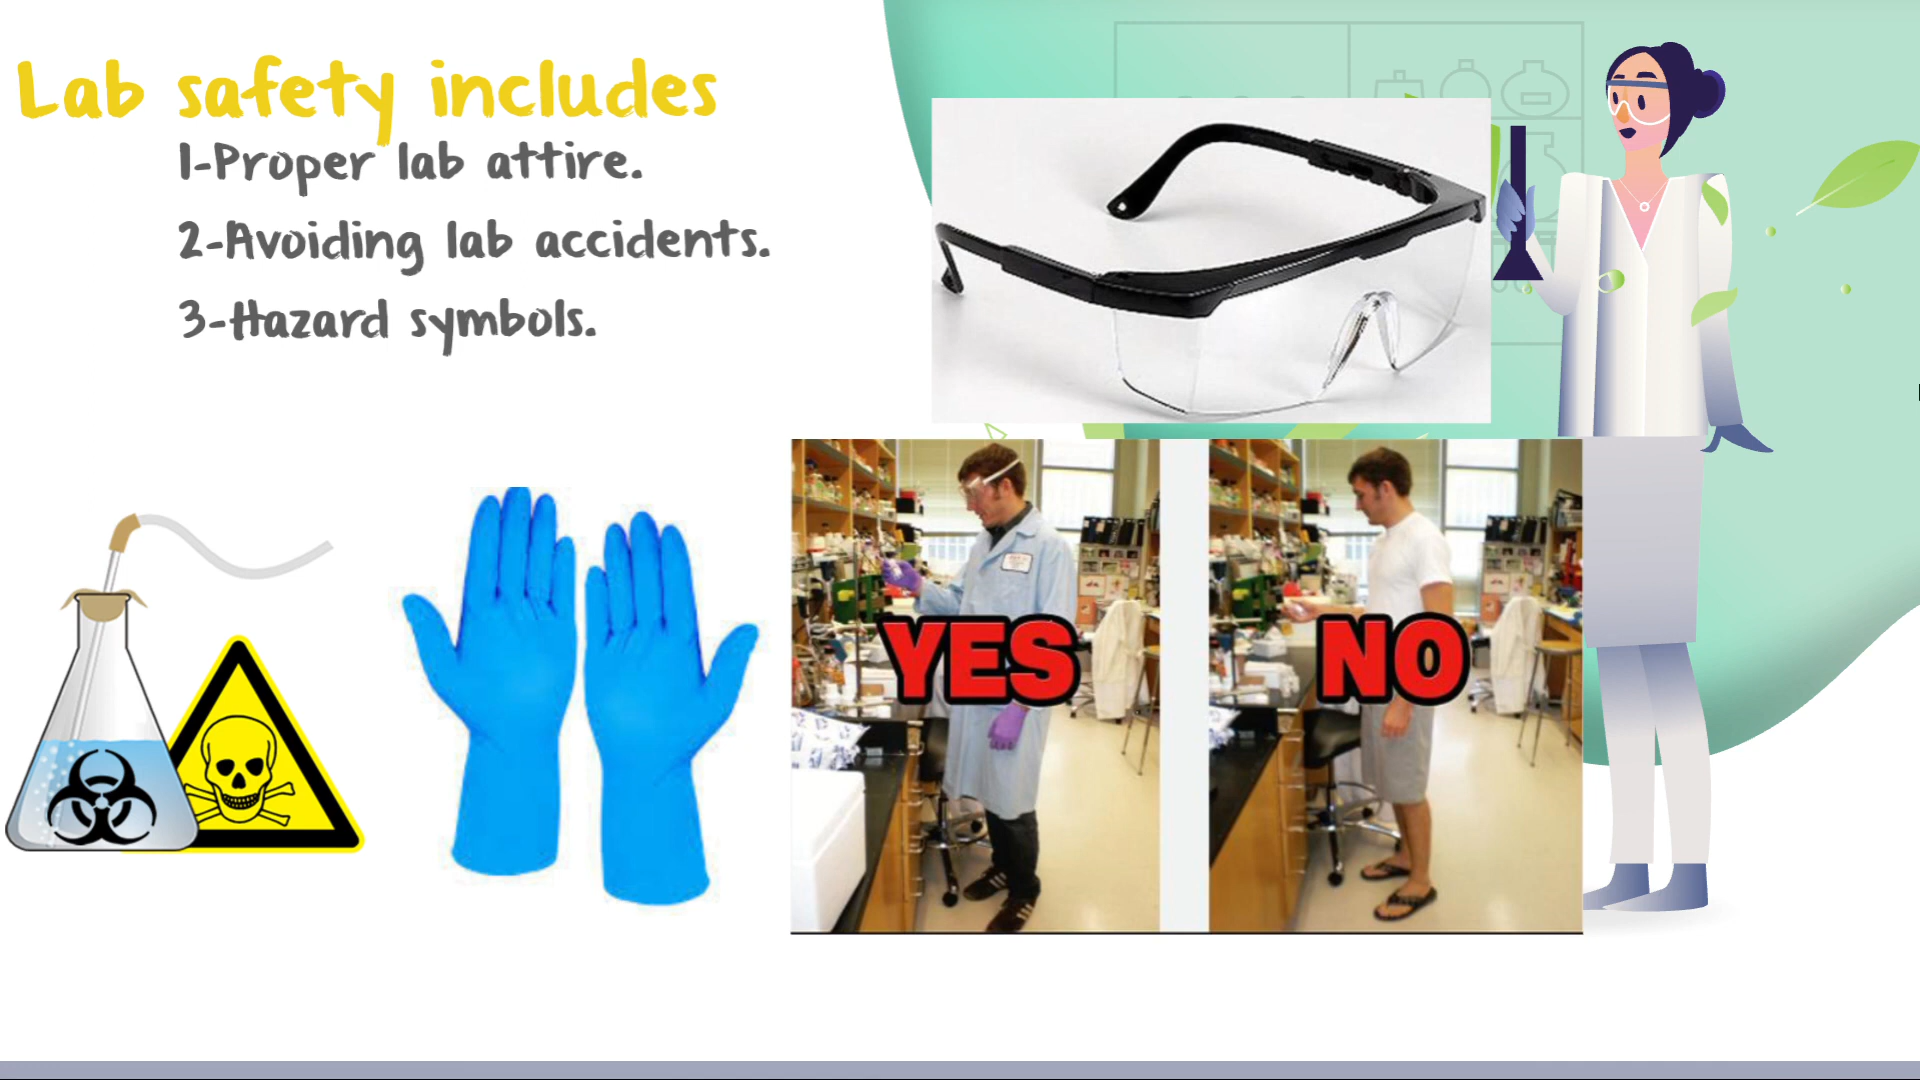 Lab safety includes
1-Proper lab attire.
2-Avoiding lab accidents.
3-Hazard symbols.
YES
NO